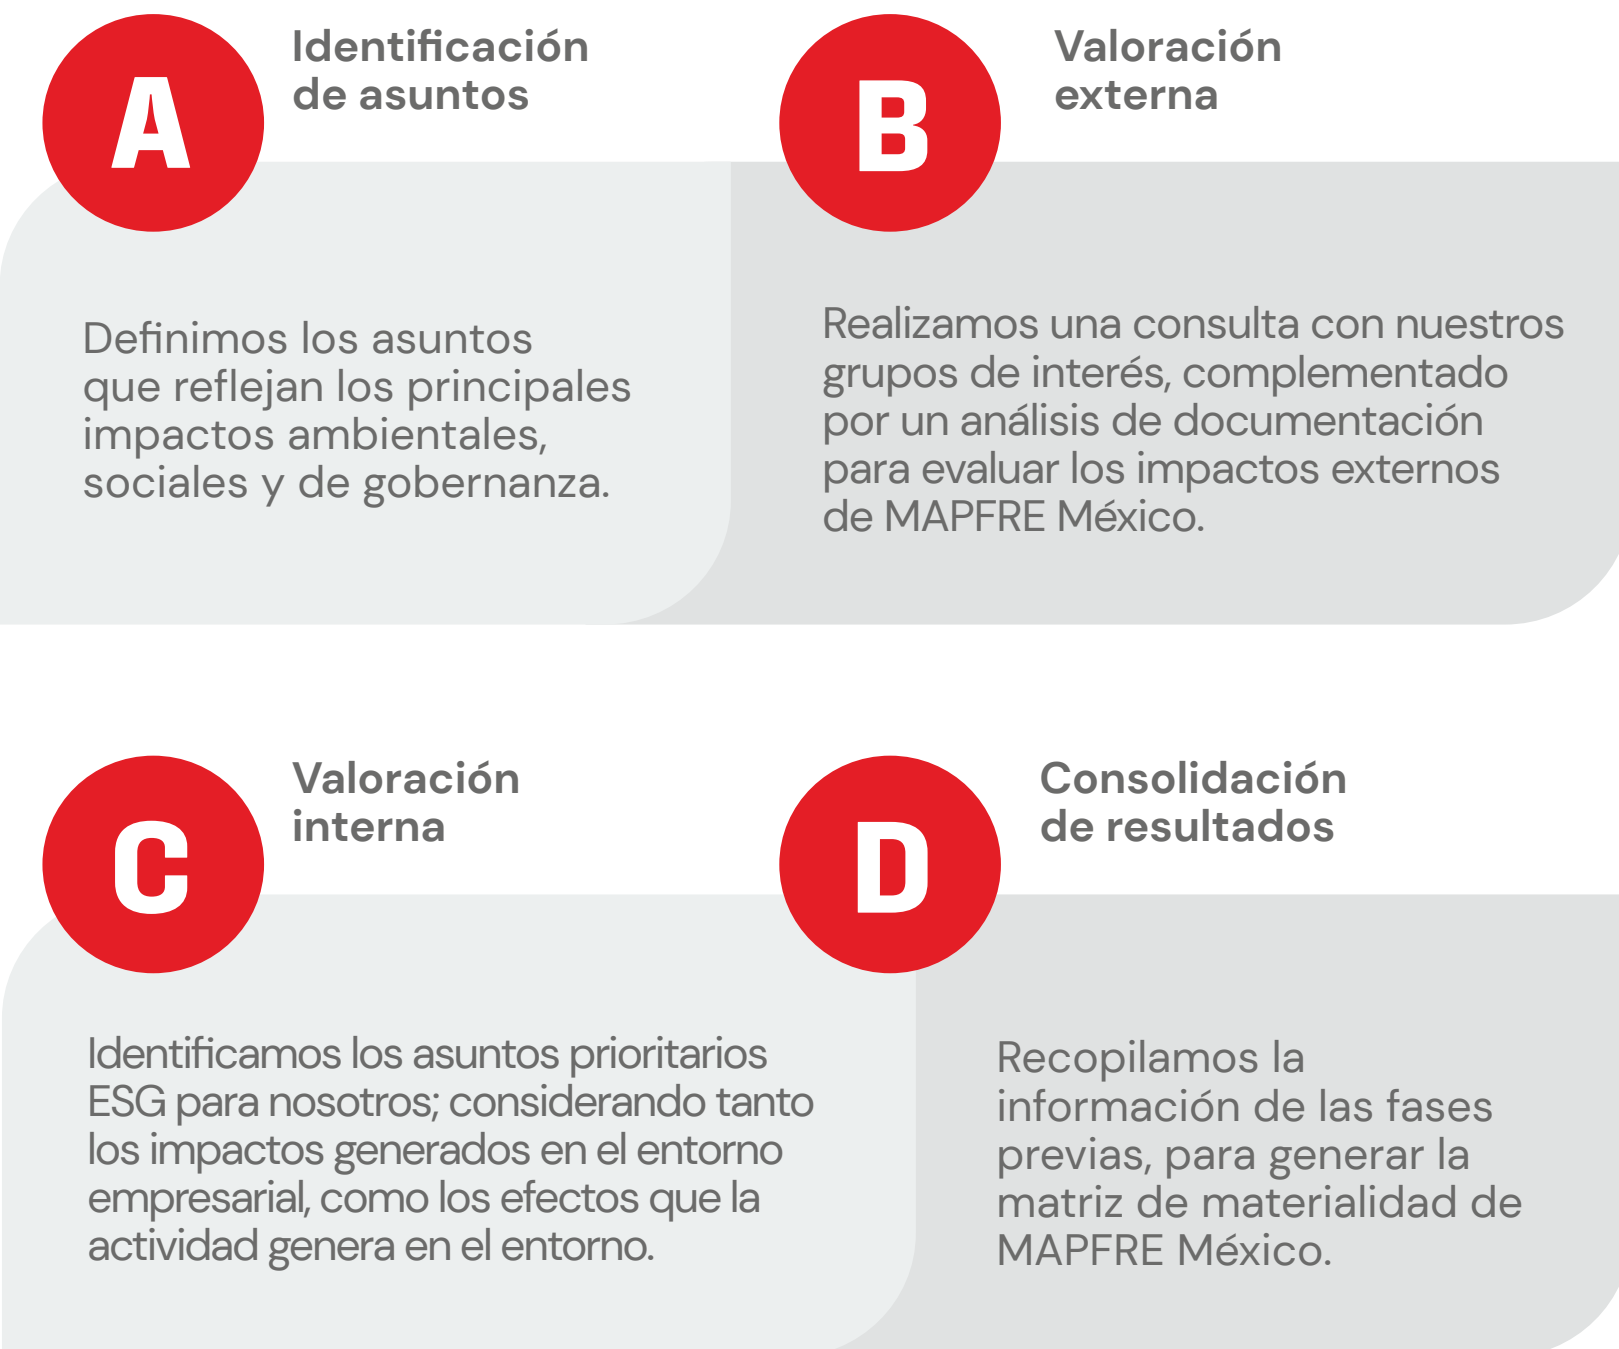 A
Identificación
de asuntos
Definimos los asuntos
que reflejan los principales
impactos ambientales,
sociales y de gobernanza.
B
Valoración
externa
Realizamos una consulta con nuestros
grupos de interés, complementado
por un análisis de documentación
para evaluar los impactos externos
de MAPFRE México.
C
Valoración
interna
Identificamos los asuntos prioritarios
ESG para nosotros; considerando tanto
los impactos generados en el entorno
empresarial, como los efectos que la
actividad genera en el entorno.
D
Consolidación
de resultados
Recopilamos la
información de las fases
previas, para generar la
matriz de materialidad de
MAPFRE México.